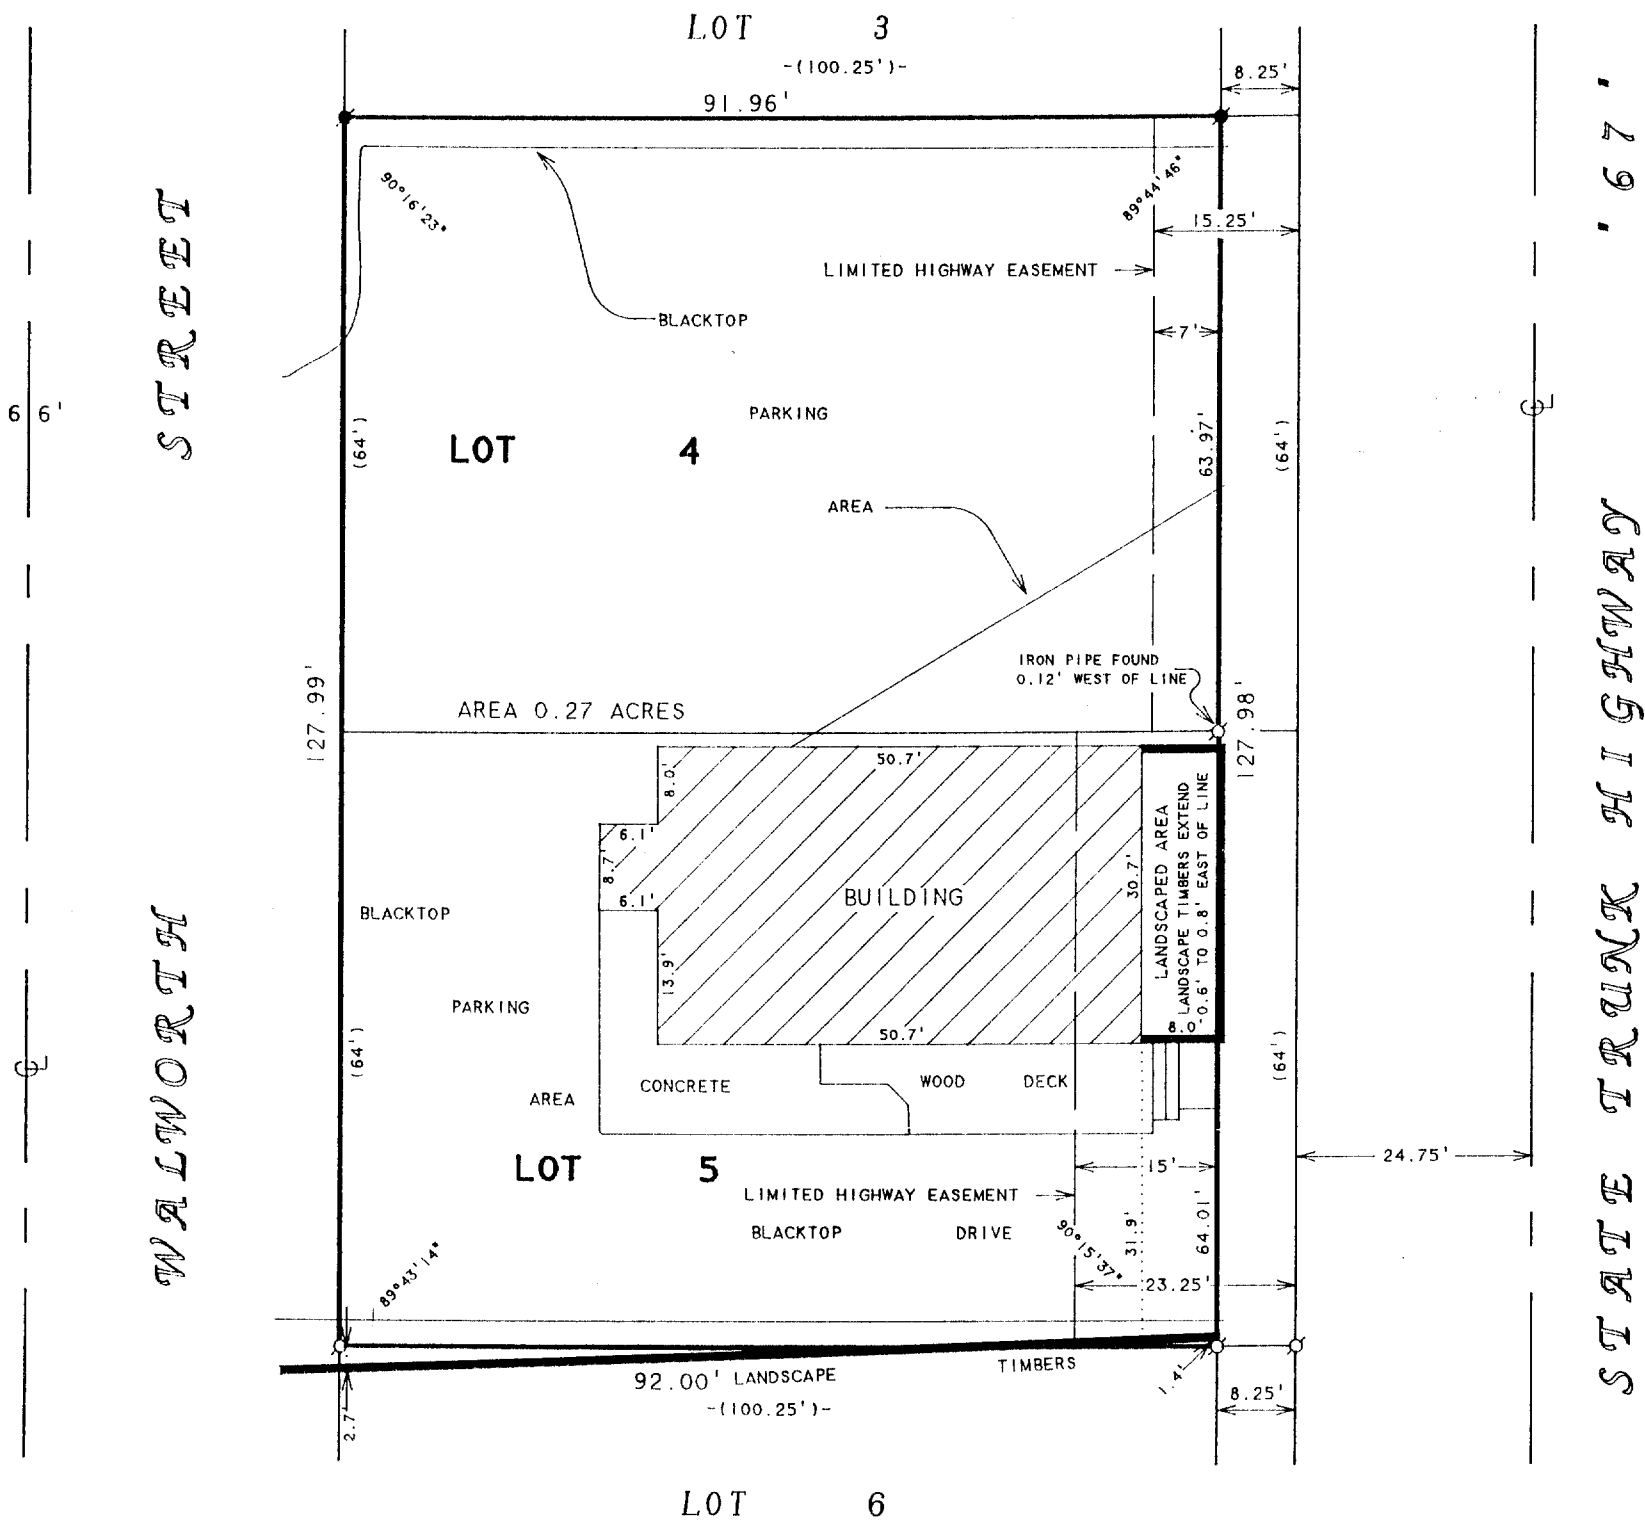 LOT 3
-(100.25')-
8.25'
91.96'
90°16'23"
89°44'46"
15.25'
LIMITED HIGHWAY EASEMENT
BLACKTOP
7'
"67"
STREET
66'
PARKING
LOT 4
(64')
63.97'
(64')
AREA
IRON PIPE FOUND
0.12' WEST OF LINE
127.99'
AREA 0.27 ACRES
127.98'
50.7'
8.0'
6.1'
8.7'
6.1'
BUILDING
30.7'
LANDSCAPED AREA
LANDSCAPE TIMBERS EXTEND
0.6' TO 0.8' EAST OF LINE
BLACKTOP
13.9'
PARKING
50.7'
8.0'
WALWORTH
STATE TRUNK HIGHWAY
℄
℄
(64')
(64')
CONCRETE
WOOD DECK
AREA
LOT 5
15'
24.75'
LIMITED HIGHWAY EASEMENT
BLACKTOP DRIVE
31.9'
64.01'
90°15'37"
89°43'14"
23.25'
TIMBERS
92.00' LANDSCAPE
-(100.25')-
2.7
1.4
8.25'
LOT 6